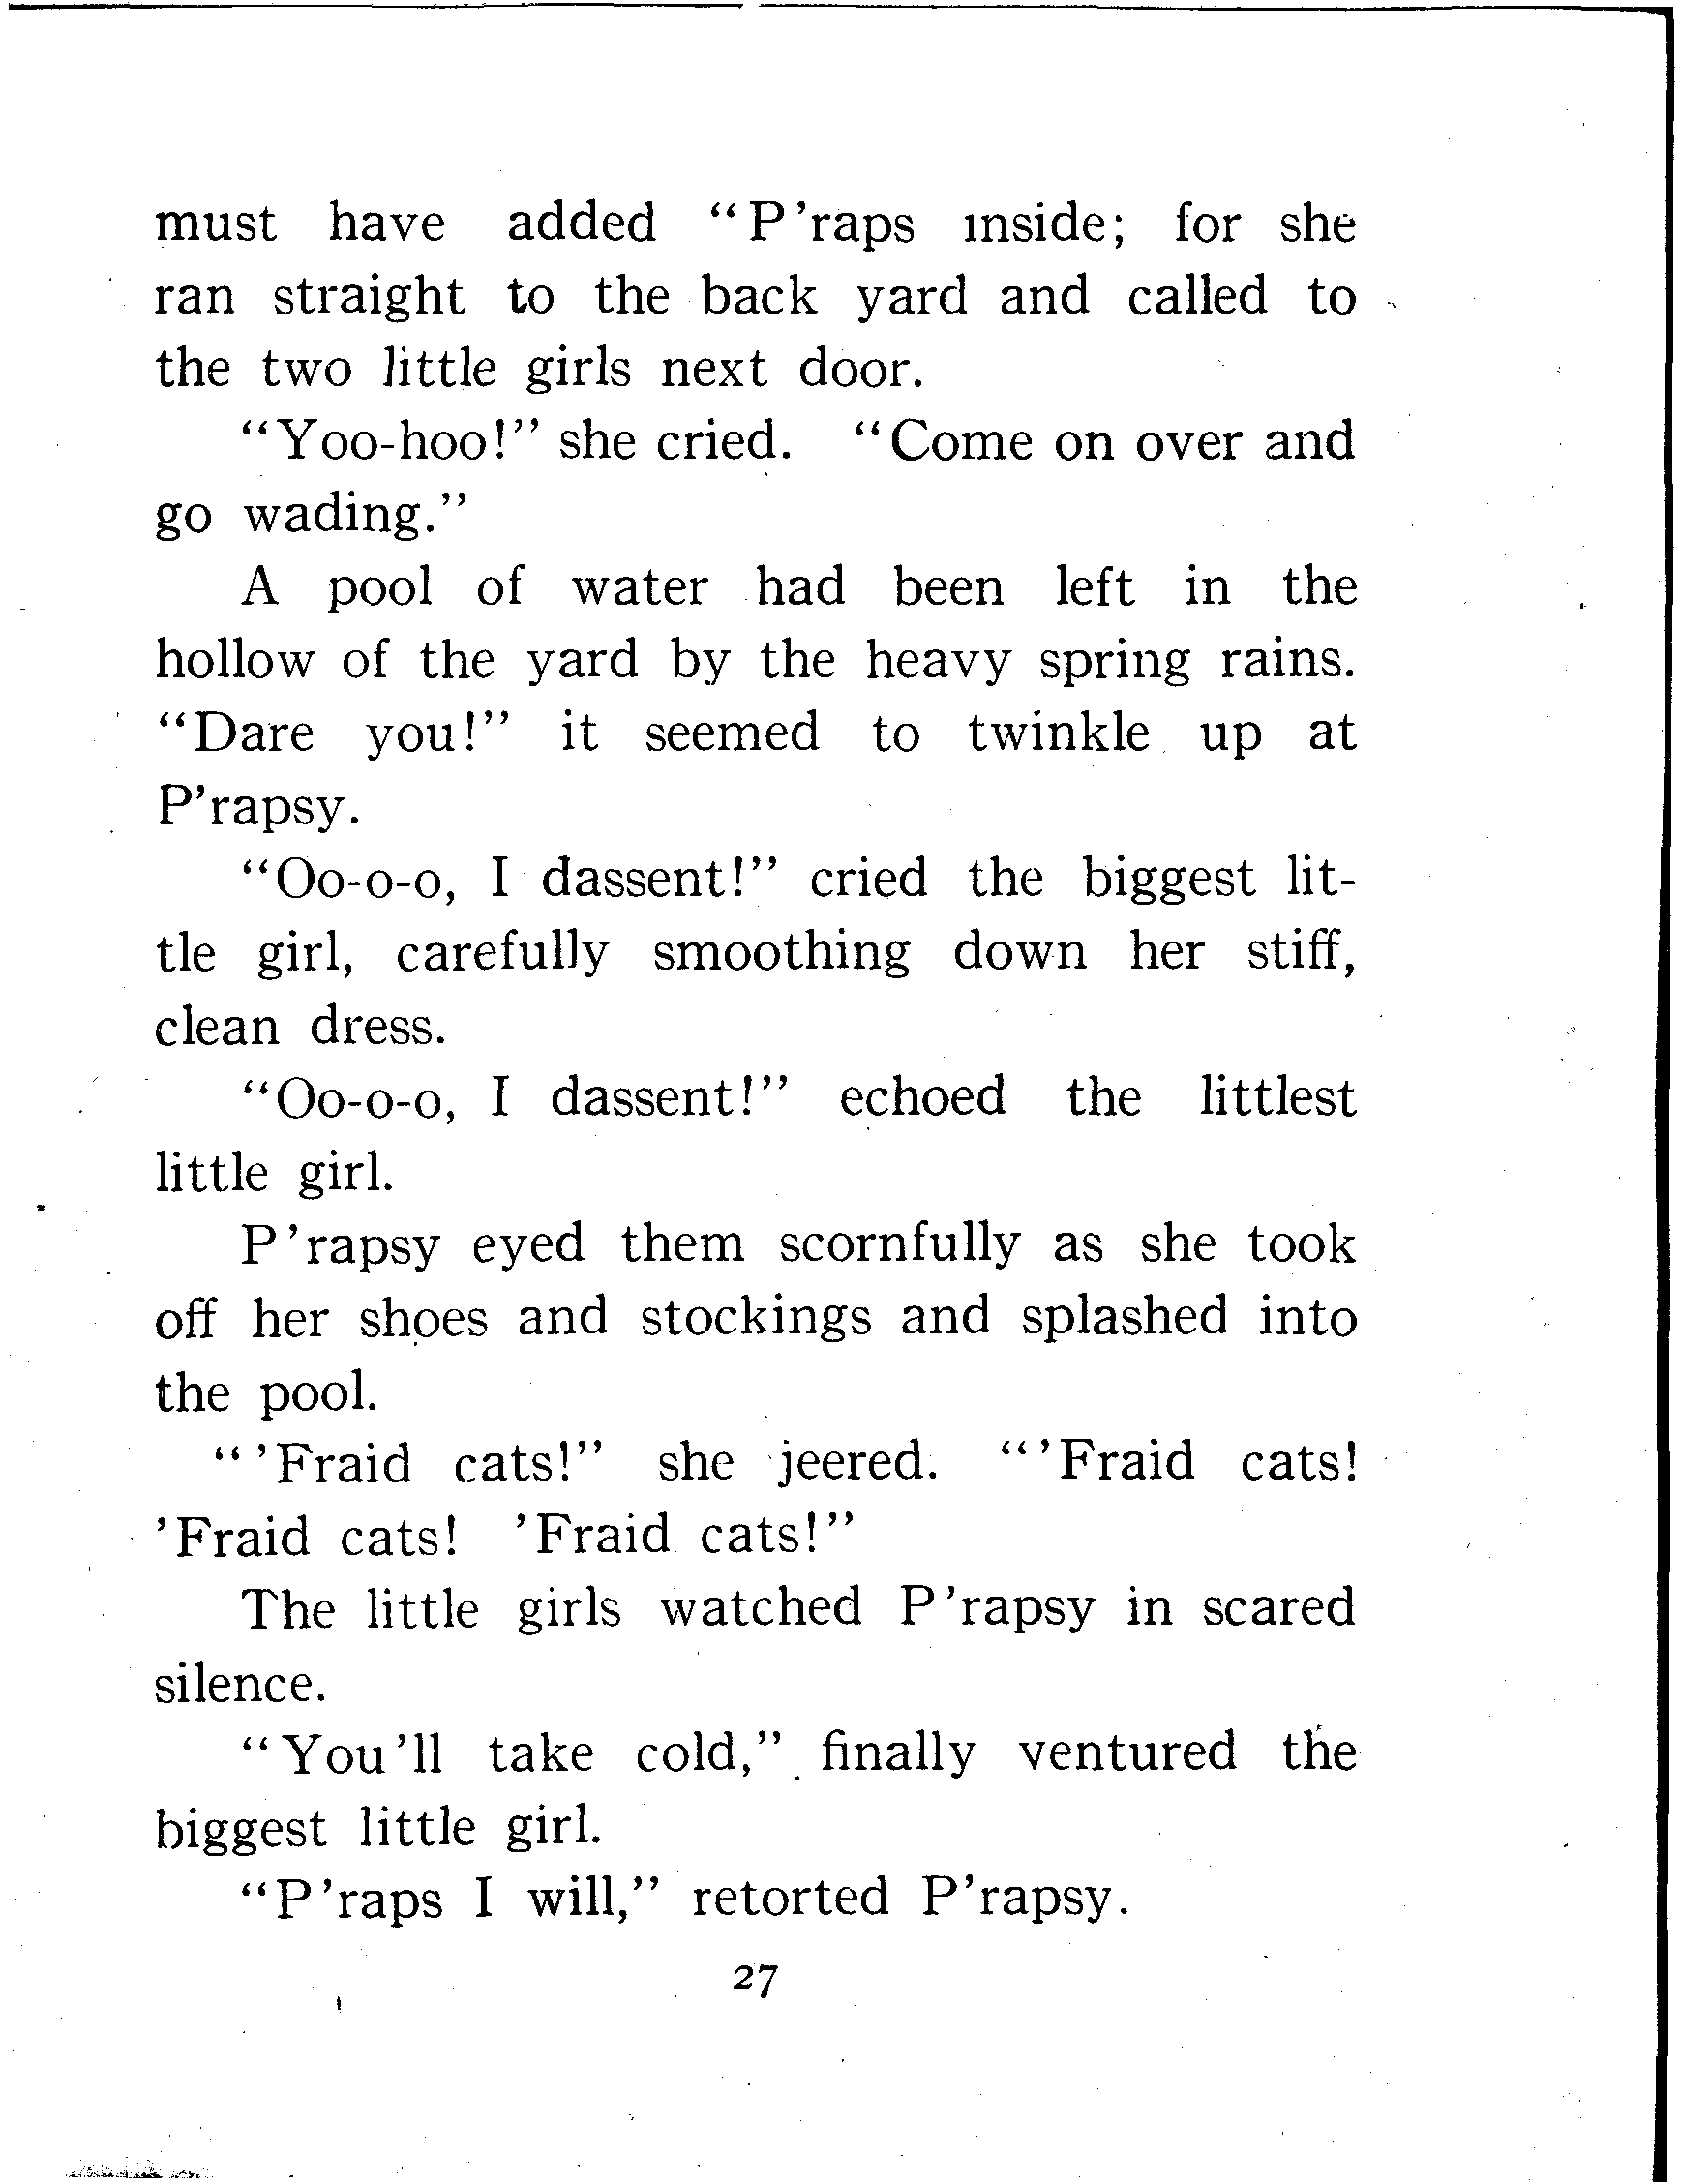 must have added “P’raps inside; for she
ran straight to the back yard and called to
the two little girls next door.
“Yoo-hoo!” she cried. “Come on over and
go wading.”
A pool of water had been left in the
hollow of the yard by the heavy spring rains.
“Dare you!” it seemed to twinkle up at
P’rapsy.
“Oo-o-o, I dassent!” cried the biggest lit-
tle girl, carefully smoothing down her stiff,
clean dress.
“Oo-o-o, I dassent!” echoed the littlest
little girl.
P’rapsy eyed them scornfully as she took
off her shoes and stockings and splashed into
the pool.
“’Fraid cats!” she jeered. “’Fraid cats!
’Fraid cats! ’Fraid cats!”
The little girls watched P’rapsy in scared
silence.
“You’ll take cold,” finally ventured the
biggest little girl.
“P’raps I will,” retorted P’rapsy.
27